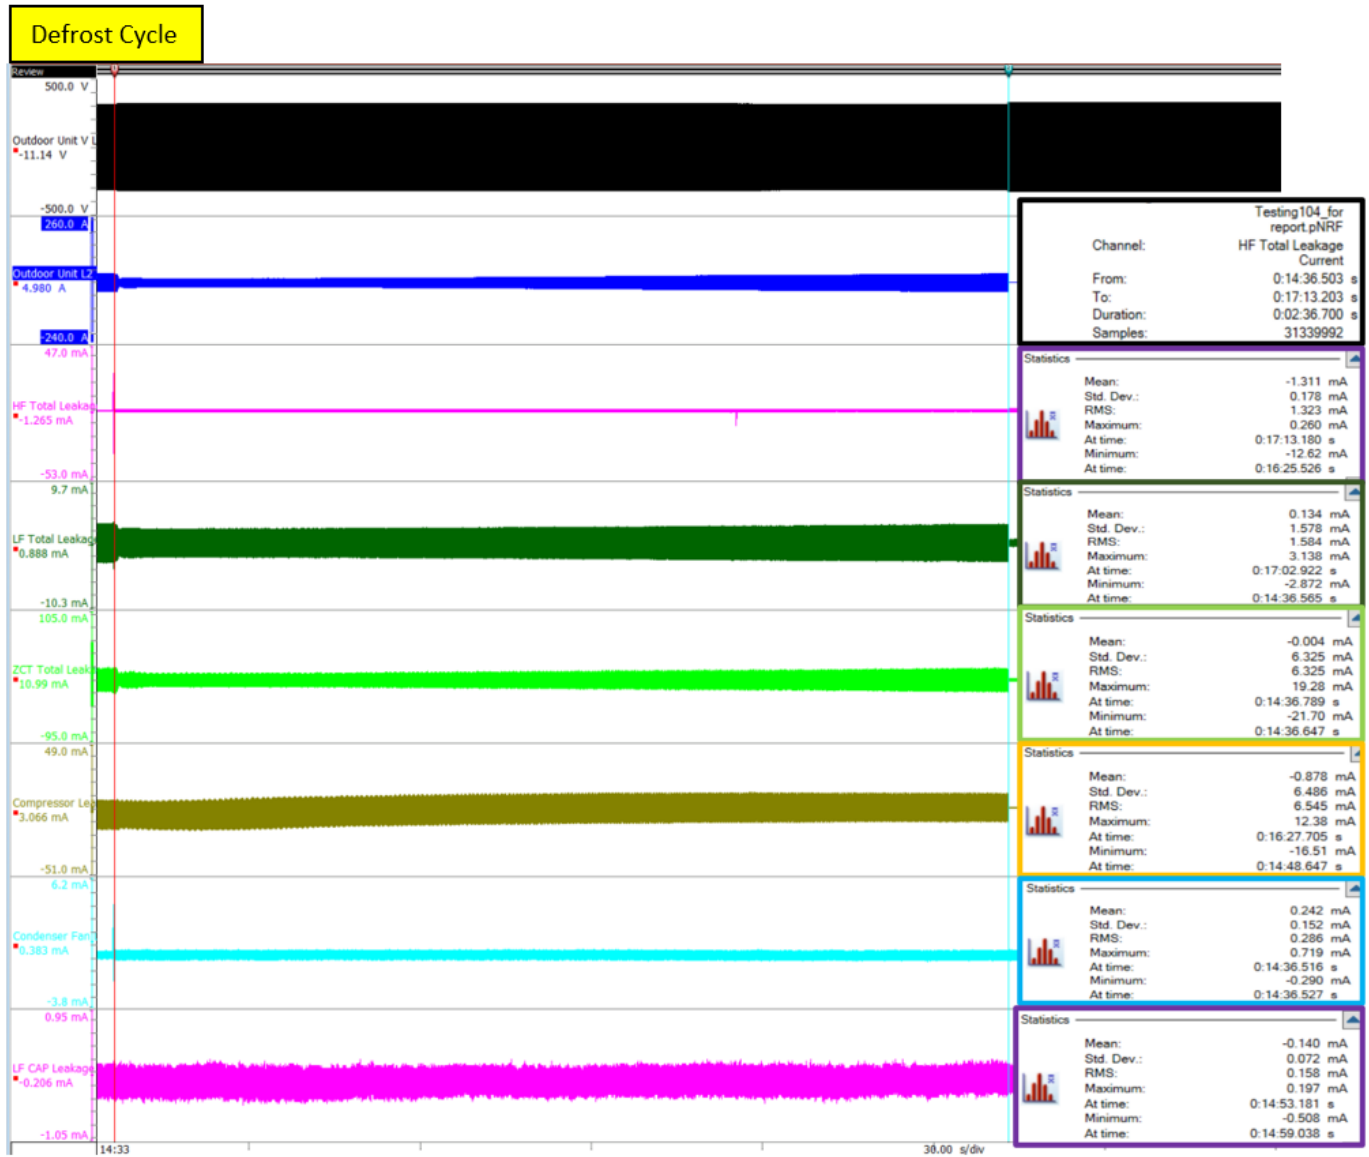 Defrost Cycle
Review
500.0 V
Outdoor Unit V L
-11.14 V
-500.0 V
260.0 A
Outdoor Unit L2
4.980 A
-240.0 A
47.0 mA
HF Total Leakag
-1.265 mA
-53.0 mA
9.7 mA
LF Total Leakage
0.888 mA
-10.3 mA
105.0 mA
ZCT Total Leak
10.99 mA
-95.0 mA
49.0 mA
Compressor Lea
3.066 mA
-51.0 mA
6.2 mA
Condenser Fan
0.383 mA
-3.8 mA
0.95 mA
LF CAP Leakage
-0.206 mA
-1.05 mA
14:33
30.00 s/div
Testing104_for
report.pNRF
Channel: HF Total Leakage
Current
From: 0:14:36.503 s
To: 0:17:13.203 s
Duration: 0:02:36.700 s
Samples: 31339992
Statistics
Mean: -1.311 mA
Std. Dev.: 0.178 mA
RMS: 1.323 mA
Maximum: 0.260 mA
At time: 0:17:13.180 s
Minimum: -12.62 mA
At time: 0:16:25.526 s
Statistics
Mean: 0.134 mA
Std. Dev.: 1.578 mA
RMS: 1.584 mA
Maximum: 3.138 mA
At time: 0:17:02.922 s
Minimum: -2.872 mA
At time: 0:14:36.565 s
Statistics
Mean: -0.004 mA
Std. Dev.: 6.325 mA
RMS: 6.325 mA
Maximum: 19.28 mA
At time: 0:14:36.789 s
Minimum: -21.70 mA
At time: 0:14:36.647 s
Statistics
Mean: -0.878 mA
Std. Dev.: 6.486 mA
RMS: 6.545 mA
Maximum: 12.38 mA
At time: 0:16:27.705 s
Minimum: -16.51 mA
At time: 0:14:48.647 s
Statistics
Mean: 0.242 mA
Std. Dev.: 0.152 mA
RMS: 0.286 mA
Maximum: 0.719 mA
At time: 0:14:36.516 s
Minimum: -0.290 mA
At time: 0:14:36.527 s
Statistics
Mean: -0.140 mA
Std. Dev.: 0.072 mA
RMS: 0.158 mA
Maximum: 0.197 mA
At time: 0:14:53.181 s
Minimum: -0.508 mA
At time: 0:14:59.038 s